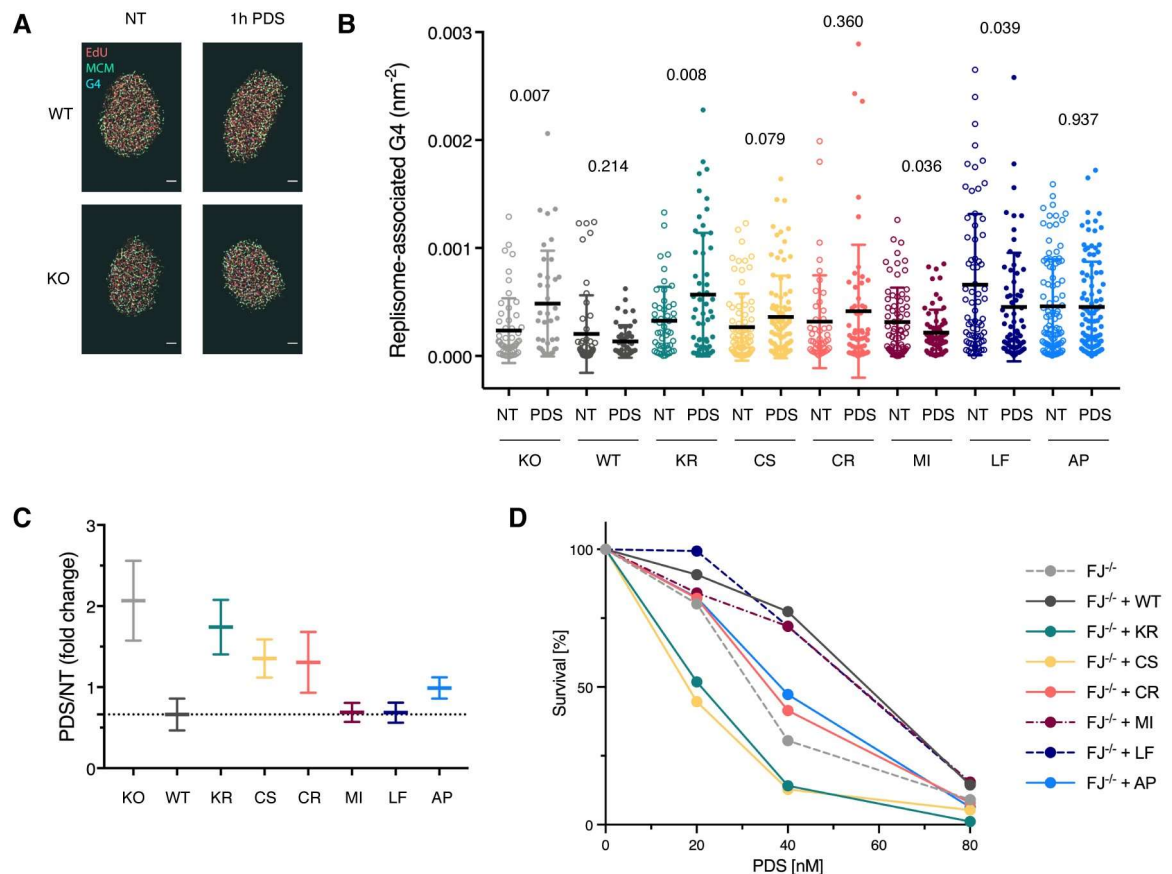 A
NT 1h PDS
EdU
MCM
G4
WT
KO
B
Replisome-associated G4 (nm⁻²)
0.003
0.002
0.001
0.000
0.007
0.214
0.008
0.079
0.360
0.036
0.039
0.937
NT PDS NT PDS NT PDS NT PDS NT PDS NT PDS NT PDS NT PDS
KO WT KR CS CR MI LF AP
C
PDS/NT (fold change)
3
2
1
0
KO WT KR CS CR MI LF AP
D
Survival [%]
100
50
0
0 20 40 60 80
PDS [nM]
FJ⁻/⁻
FJ⁻/⁻ + WT
FJ⁻/⁻ + KR
FJ⁻/⁻ + CS
FJ⁻/⁻ + CR
FJ⁻/⁻ + MI
FJ⁻/⁻ + LF
FJ⁻/⁻ + AP